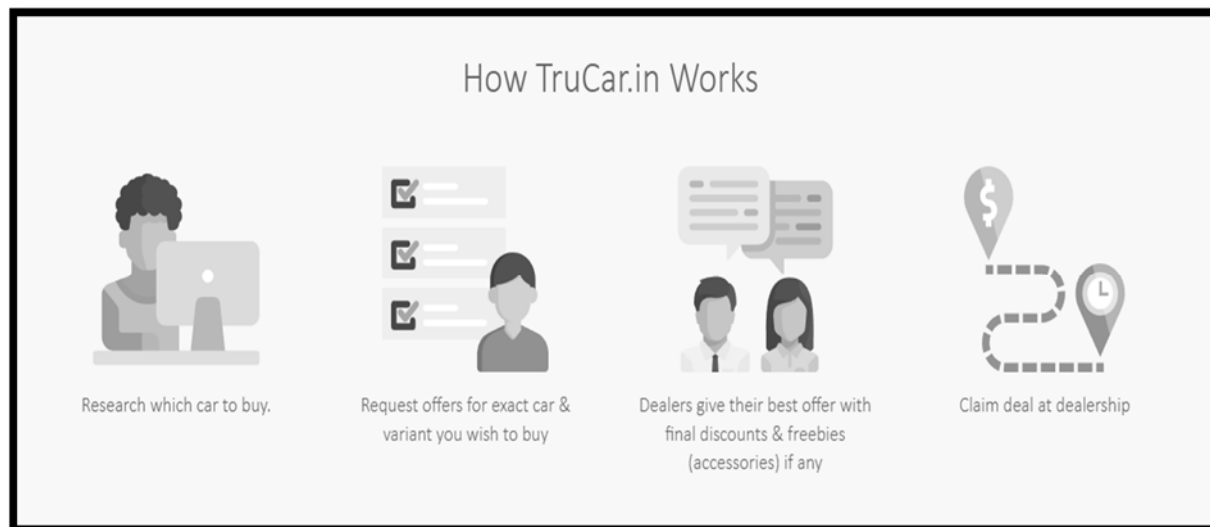 How TruCar.in Works
Research which car to buy.
Request offers for exact car &
variant you wish to buy
Dealers give their best offer with
final discounts & freebies
(accessories) if any
Claim deal at dealership